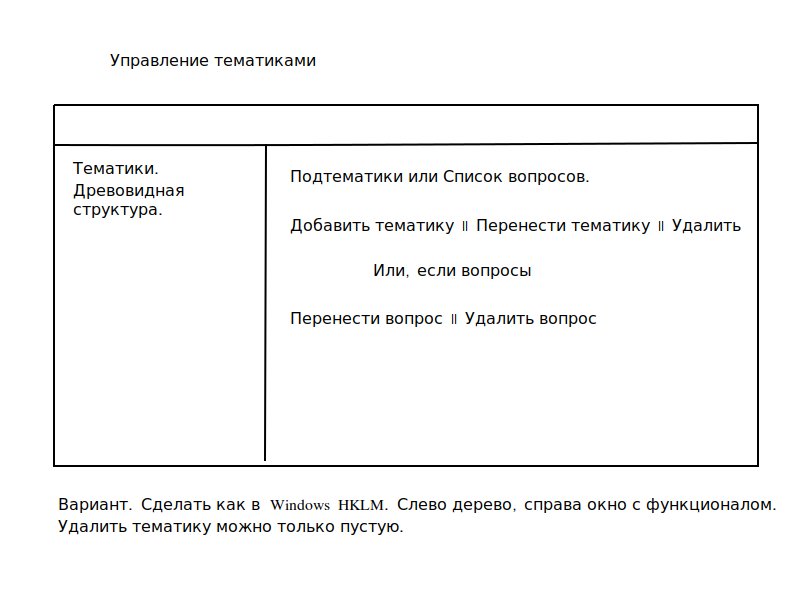 Управление тематиками
Тематики.
Древовидная
структура.
Подтематики или Список вопросов.
Добавить тематику || Перенести тематику || Удалить
Или, если вопросы
Перенести вопрос || Удалить вопрос
Вариант. Сделать как в Windows HKLM. Слево дерево, справа окно с функционалом.
Удалить тематику можно только пустую.